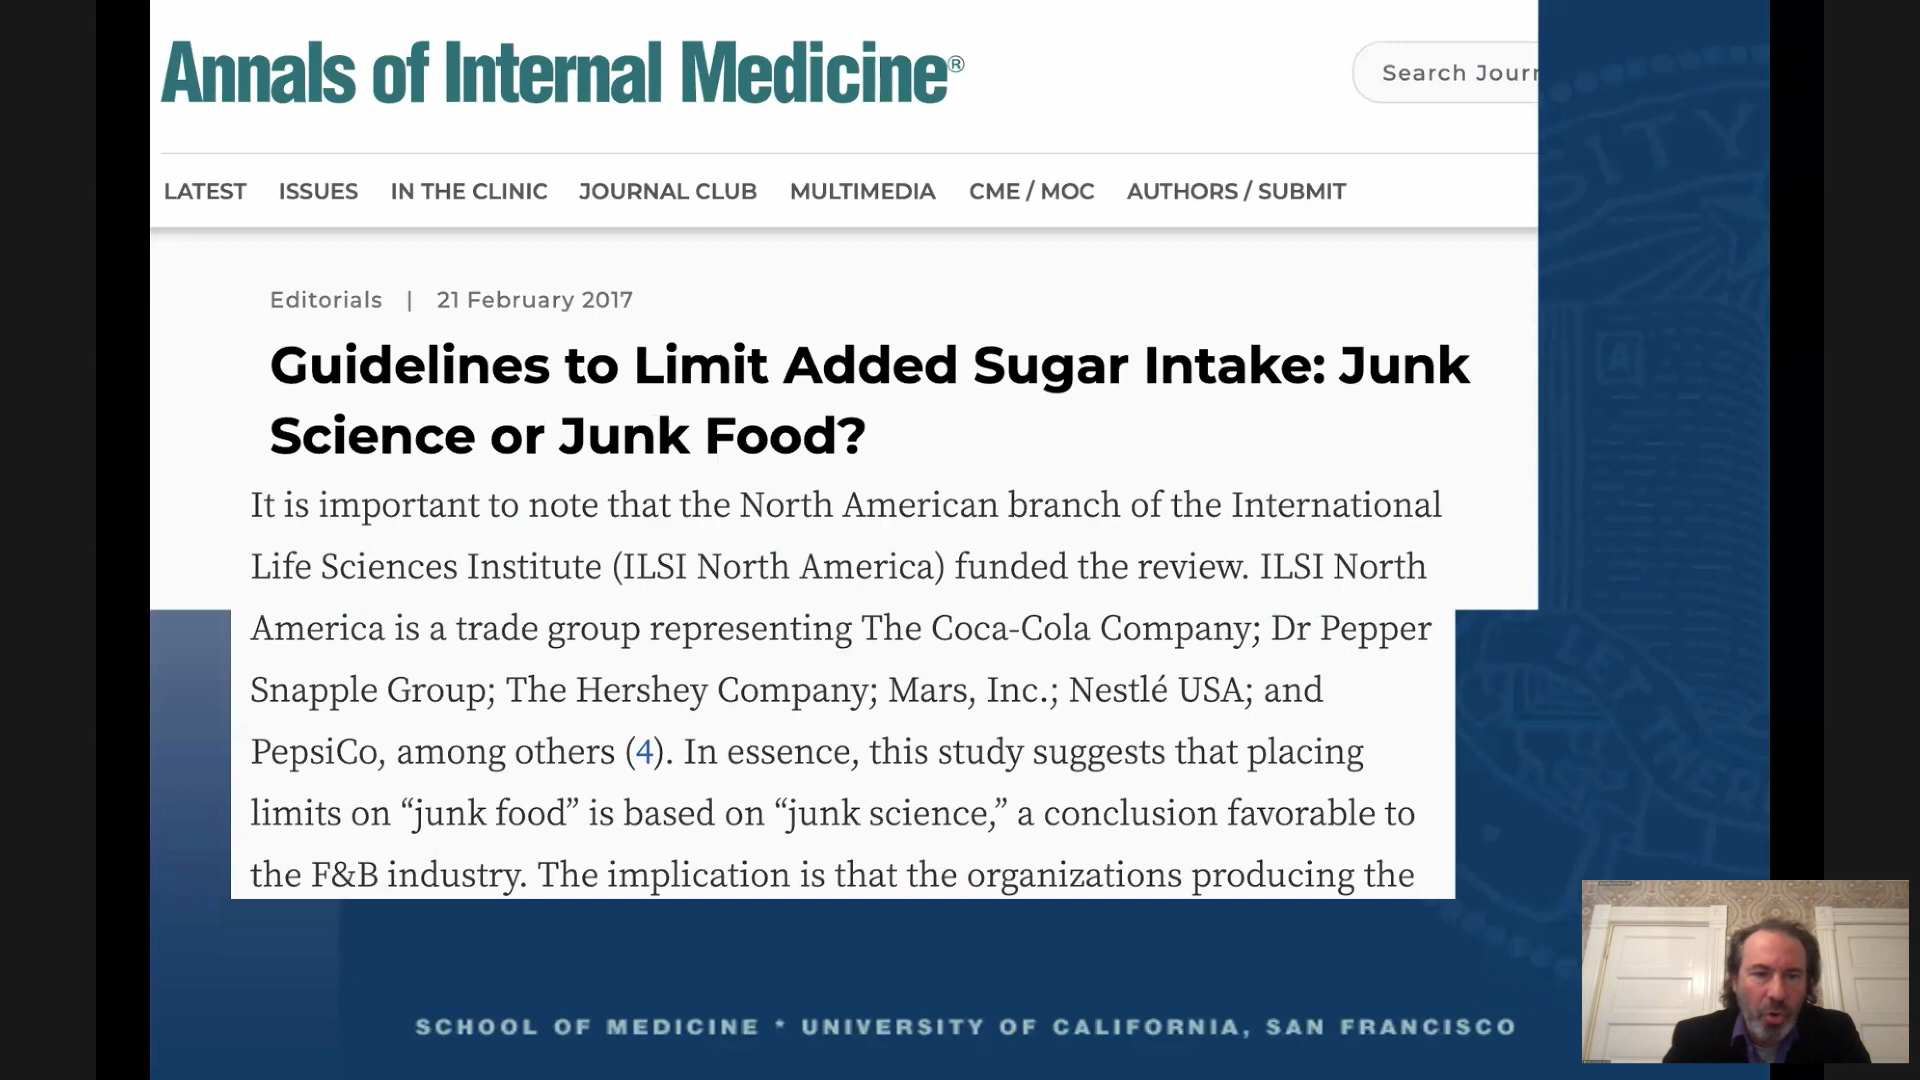 Annals of Internal Medicine®
Search Jour
LATEST ISSUES IN THE CLINIC JOURNAL CLUB MULTIMEDIA CME / MOC AUTHORS / SUBMIT
Editorials | 21 February 2017
Guidelines to Limit Added Sugar Intake: Junk
Science or Junk Food?
It is important to note that the North American branch of the International
Life Sciences Institute (ILSI North America) funded the review. ILSI North
America is a trade group representing The Coca-Cola Company; Dr Pepper
Snapple Group; The Hershey Company; Mars, Inc.; Nestlé USA; and
PepsiCo, among others (4). In essence, this study suggests that placing
limits on “junk food” is based on “junk science,” a conclusion favorable to
the F&B industry. The implication is that the organizations producing the
SITY
LET THERE
SCHOOL OF MEDICINE * UNIVERSITY OF CALIFORNIA, SAN FRANCISCO